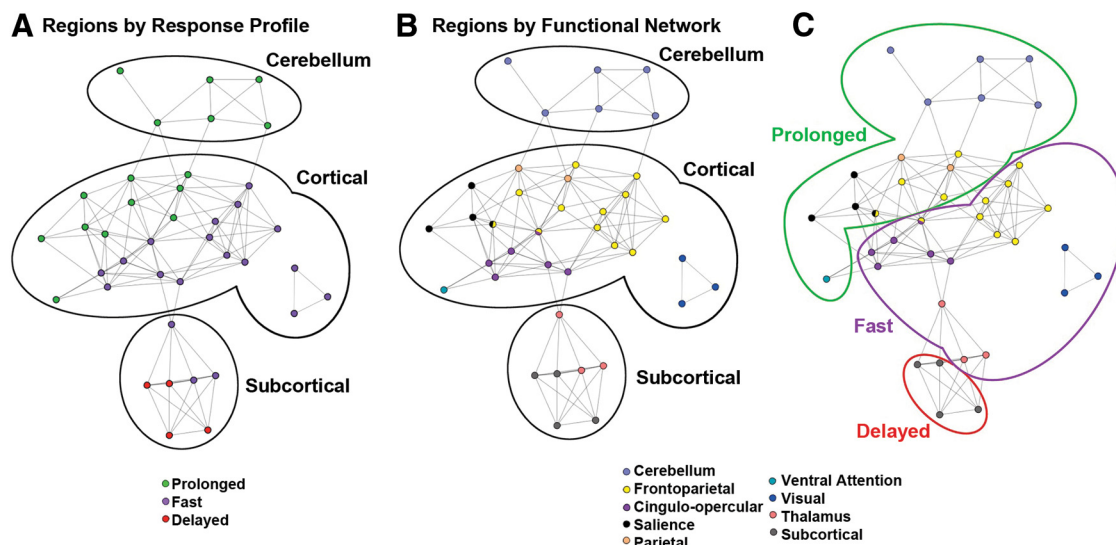 A Regions by Response Profile
Cerebellum
Cortical
Subcortical
Prolonged
Fast
Delayed
B Regions by Functional Network
Cerebellum
Cortical
Subcortical
Cerebellum
Frontoparietal
Cingulo-opercular
Salience
Parietal
Ventral Attention
Visual
Thalamus
Subcortical
C
Prolonged
Fast
Delayed